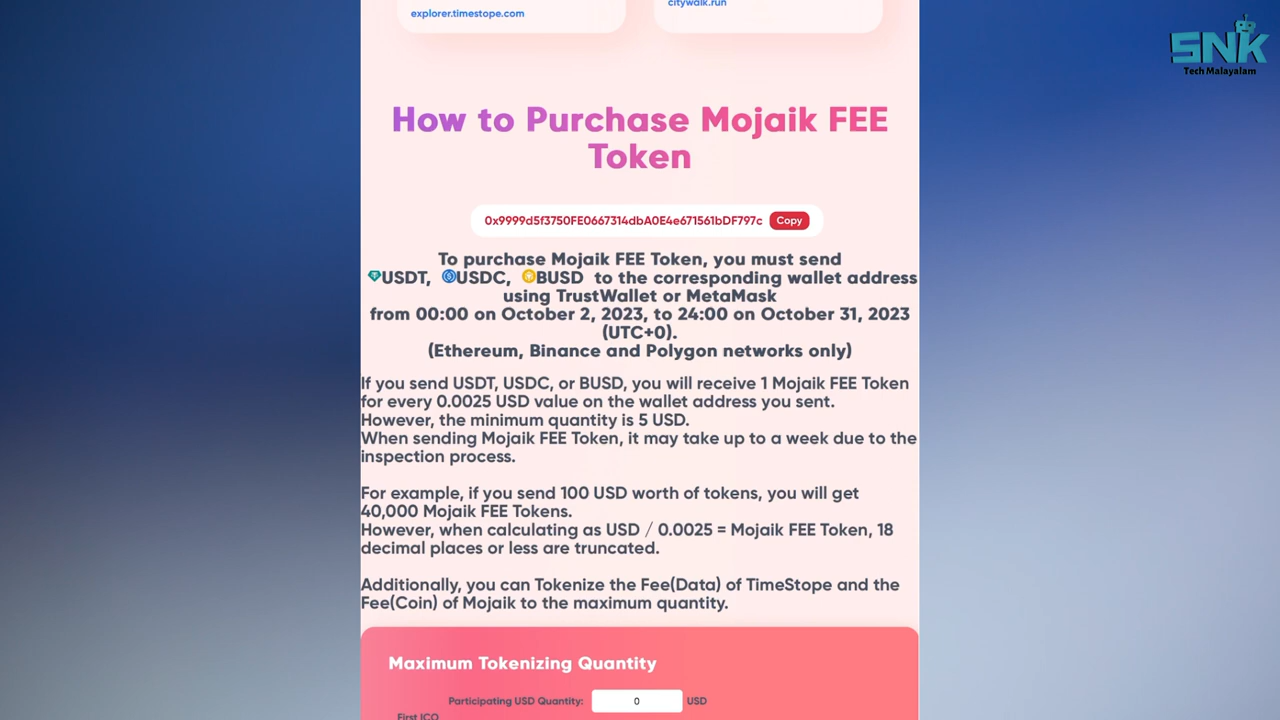 explorer.timestope.com
citywalk.run
SNK
Tech Malayalam
How to Purchase Mojaik FEE
Token
0x9999d5f3750FE0667314dbA0E4e671561bDF797c Copy
To purchase Mojaik FEE Token, you must send
USDT, USDC, BUSD to the corresponding wallet address
using TrustWallet or MetaMask
from 00:00 on October 2, 2023, to 24:00 on October 31, 2023
(UTC+0).
(Ethereum, Binance and Polygon networks only)
If you send USDT, USDC, or BUSD, you will receive 1 Mojaik FEE Token
for every 0.0025 USD value on the wallet address you sent.
However, the minimum quantity is 5 USD.
When sending Mojaik FEE Token, it may take up to a week due to the
inspection process.
For example, if you send 100 USD worth of tokens, you will get
40,000 Mojaik FEE Tokens.
However, when calculating as USD / 0.0025 = Mojaik FEE Token, 18
decimal places or less are truncated.
Additionally, you can Tokenize the Fee(Data) of TimeStope and the
Fee(Coin) of Mojaik to the maximum quantity.
Maximum Tokenizing Quantity
Participating USD Quantity: 0 USD
First ICO